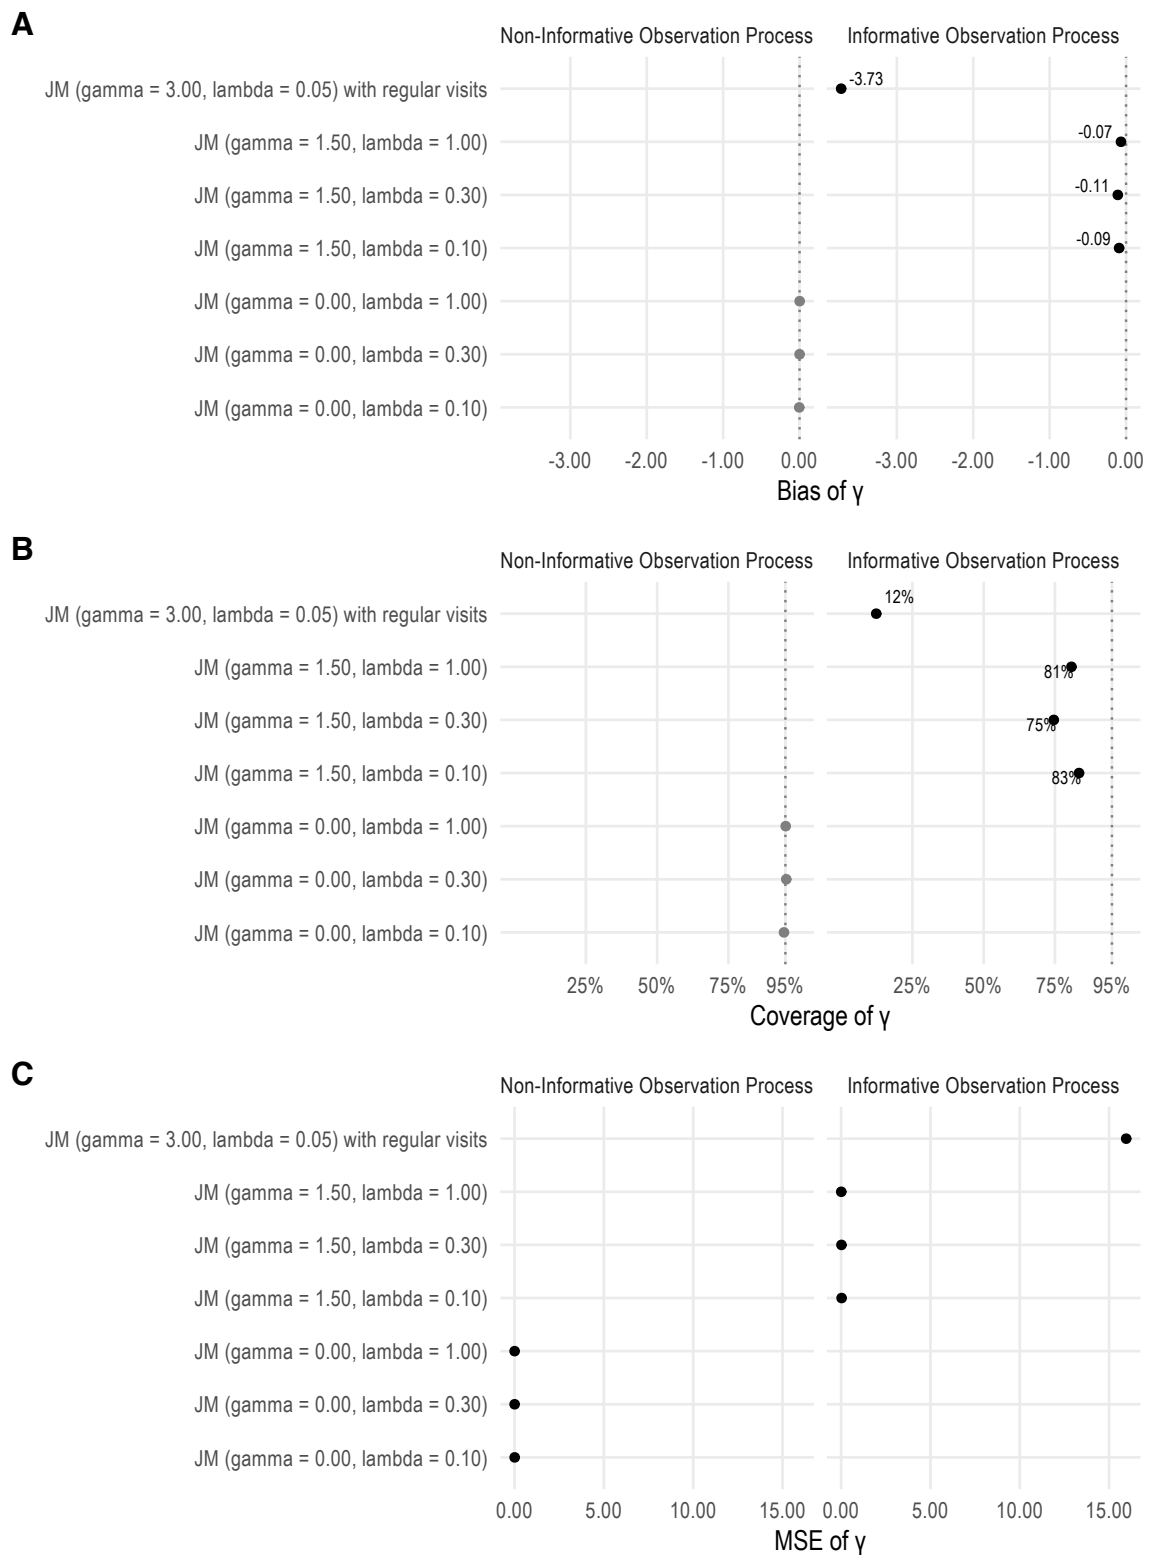 A
Non-Informative Observation Process Informative Observation Process
JM (gamma = 3.00, lambda = 0.05) with regular visits -3.73
JM (gamma = 1.50, lambda = 1.00) -0.07
JM (gamma = 1.50, lambda = 0.30) -0.11
JM (gamma = 1.50, lambda = 0.10) -0.09
JM (gamma = 0.00, lambda = 1.00)
JM (gamma = 0.00, lambda = 0.30)
JM (gamma = 0.00, lambda = 0.10)
-3.00 -2.00 -1.00 0.00 -3.00 -2.00 -1.00 0.00
Bias of γ
B
Non-Informative Observation Process Informative Observation Process
JM (gamma = 3.00, lambda = 0.05) with regular visits 12%
JM (gamma = 1.50, lambda = 1.00) 81%
JM (gamma = 1.50, lambda = 0.30) 75%
JM (gamma = 1.50, lambda = 0.10) 83%
JM (gamma = 0.00, lambda = 1.00)
JM (gamma = 0.00, lambda = 0.30)
JM (gamma = 0.00, lambda = 0.10)
25% 50% 75% 95% 25% 50% 75% 95%
Coverage of γ
C
Non-Informative Observation Process Informative Observation Process
JM (gamma = 3.00, lambda = 0.05) with regular visits
JM (gamma = 1.50, lambda = 1.00)
JM (gamma = 1.50, lambda = 0.30)
JM (gamma = 1.50, lambda = 0.10)
JM (gamma = 0.00, lambda = 1.00)
JM (gamma = 0.00, lambda = 0.30)
JM (gamma = 0.00, lambda = 0.10)
0.00 5.00 10.00 15.00 0.00 5.00 10.00 15.00
MSE of γ